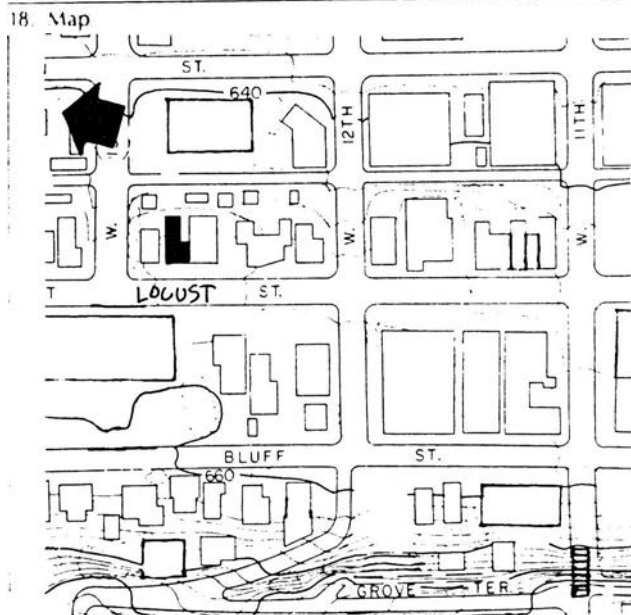 18. Map
ST.
640
12TH
11TH
W.
W.
W.
T
LOCUST ST.
BLUFF ST.
660
GROVE TER.